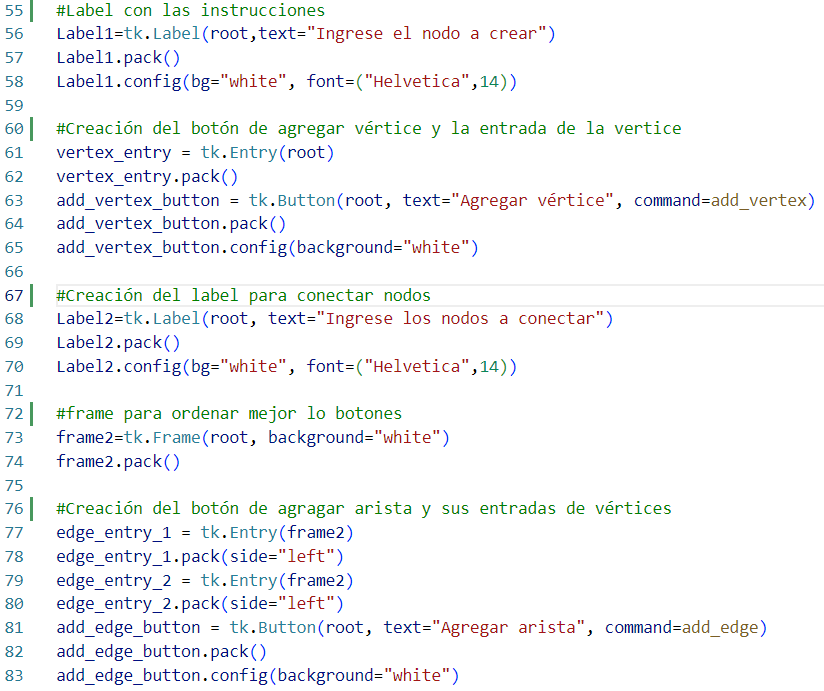 55 #Label con las instrucciones
56 Label1=tk.Label(root,text="Ingrese el nodo a crear")
57 Label1.pack()
58 Label1.config(bg="white", font=("Helvetica",14))
59
60 #Creación del botón de agregar vértice y la entrada de la vertice
61 vertex_entry = tk.Entry(root)
62 vertex_entry.pack()
63 add_vertex_button = tk.Button(root, text="Agregar vértice", command=add_vertex)
64 add_vertex_button.pack()
65 add_vertex_button.config(background="white")
66
67 #Creación del label para conectar nodos
68 Label2=tk.Label(root, text="Ingrese los nodos a conectar")
69 Label2.pack()
70 Label2.config(bg="white", font=("Helvetica",14))
71
72 #frame para ordenar mejor lo botones
73 frame2=tk.Frame(root, background="white")
74 frame2.pack()
75
76 #Creación del botón de agragar arista y sus entradas de vértices
77 edge_entry_1 = tk.Entry(frame2)
78 edge_entry_1.pack(side="left")
79 edge_entry_2 = tk.Entry(frame2)
80 edge_entry_2.pack(side="left")
81 add_edge_button = tk.Button(root, text="Agregar arista", command=add_edge)
82 add_edge_button.pack()
83 add_edge_button.config(background="white")